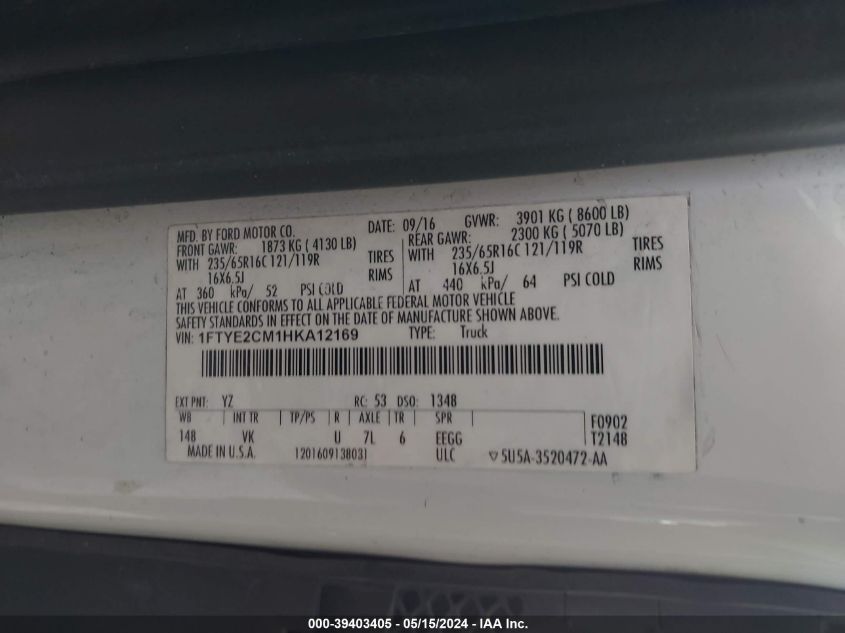 MFD. BY FORD MOTOR CO. DATE: 09/16 GVWR: 3901 KG ( 8600 LB)
FRONT GAWR: 1873 KG ( 4130 LB) REAR GAWR: 2300 KG ( 5070 LB)
WITH 235/65R16C 121/119R TIRES WITH 235/65R16C 121/119R TIRES
16X6.5J RIMS 16X6.5J RIMS
AT 360 kPa/ 52 PSI COLD AT 440 kPa/ 64 PSI COLD
THIS VEHICLE CONFORMS TO ALL APPLICABLE FEDERAL MOTOR VEHICLE
SAFETY STANDARDS IN EFFECT ON THE DATE OF MANUFACTURE SHOWN ABOVE.
VIN: 1FTYE2CM1HKA12169 TYPE: Truck
EXT PNT: YZ RC: 53 DSO: 1348
WB INT TR TP/PS R AXLE TR SPR F0902
148 VK U 7L 6 EEGG T2148
MADE IN U.S.A. 120160913803I ULC ▽5U5A-3520472-AA
000-39403405 - 05/15/2024 - IAA Inc.